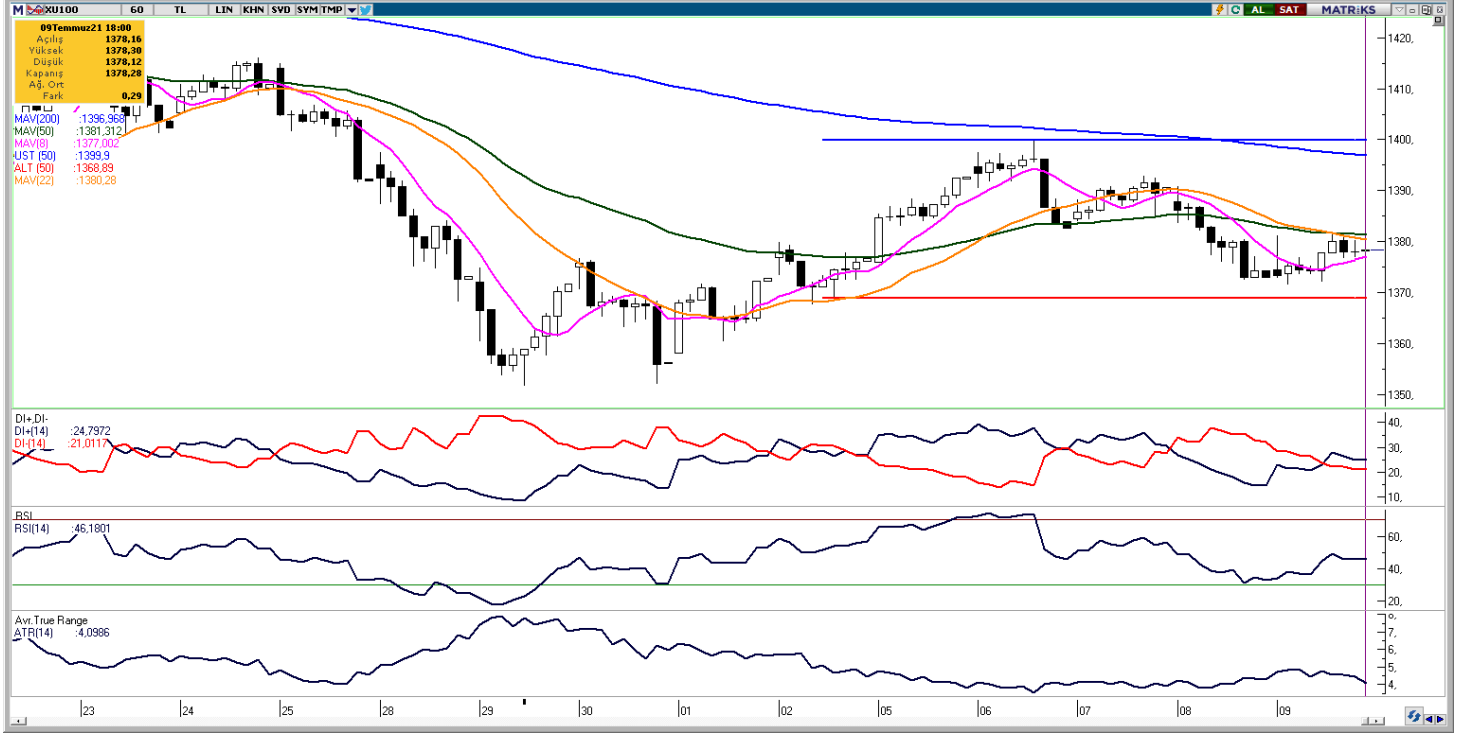 M XU100 60 TL LIN KHN SVD SYM TMP C AL SAT MATRİKS
09Temmuz21 18:00
Açılış 1378,16
Yüksek 1378,30
Düşük 1378,12
Kapanış 1378,28
Ağ. Ort
Fark 0,29
MAV(200) :1396,968
MAV(50) :1381,312
MAV(8) :1377,002
UST (50) :1399,9
ALT (50) :1368,89
MAV(22) :1380,28
1420,
1410,
1400,
1390,
1380,
1370,
1360,
1350,
DI+,DI-
DI+(14) :24,7972
DI-(14) :21,0117
40,
30,
20,
10,
RSI
RSI(14) :46,1801
60,
40,
20,
Avr.True Range
ATR(14) :4,0986
7,
6,
5,
4,
23 24 25 28 29 30 01 02 05 06 07 08 09